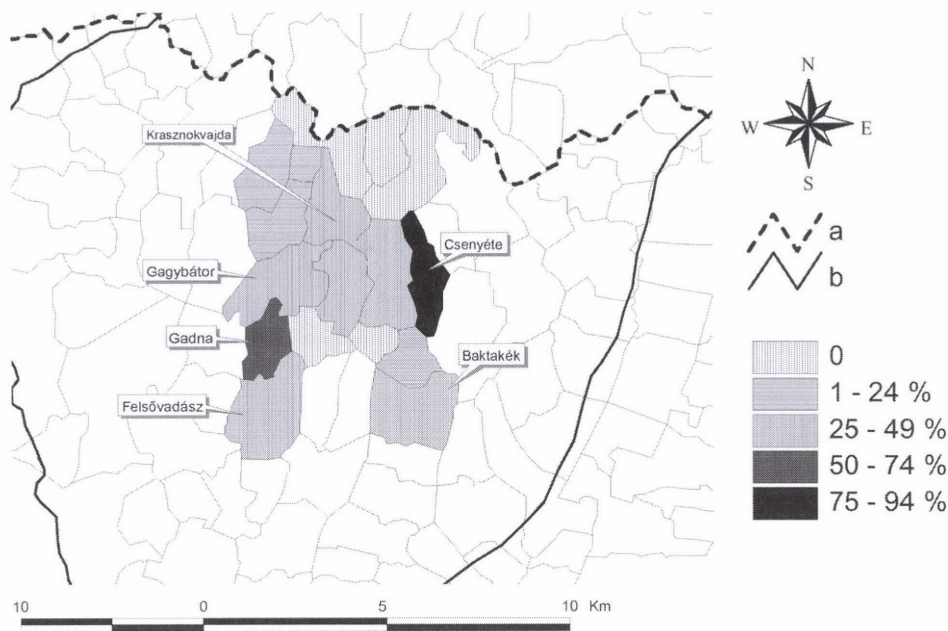 Krasznokvajda
Csenyéte
Gagybátor
Gadna
Baktakék
Felsővadász
N
W E
S
a
b
0
1 - 24 %
25 - 49 %
50 - 74 %
75 - 94 %
10 0 5 10 Km